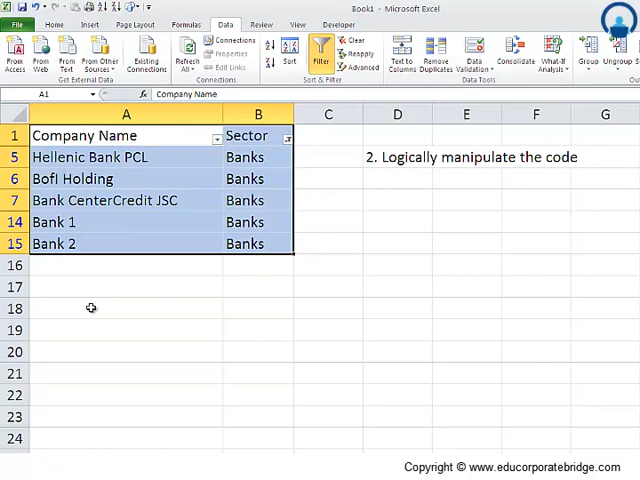 Book1 - Microsoft Excel
File Home Insert Page Layout Formulas Data Review View Developer
From Access
From Web
From Text
From Other Sources
Existing Connections
Get External Data
Refresh All
Connections
Properties
Edit Links
Connections
Sort
Filter
Clear
Reapply
Advanced
Sort & Filter
Text to Columns
Remove Duplicates
Data Validation
Consolidate
What-If Analysis
Group
Ungroup
A1 fx Company Name
A B C D E F G
1 Company Name Sector
5 Hellenic Bank PCL Banks 2. Logically manipulate the code
6 BofI Holding Banks
7 Bank CenterCredit JSC Banks
14 Bank 1 Banks
15 Bank 2 Banks
16
17
18
19
20
21
22
23
24
Copyright © www.educorporatebridge.com